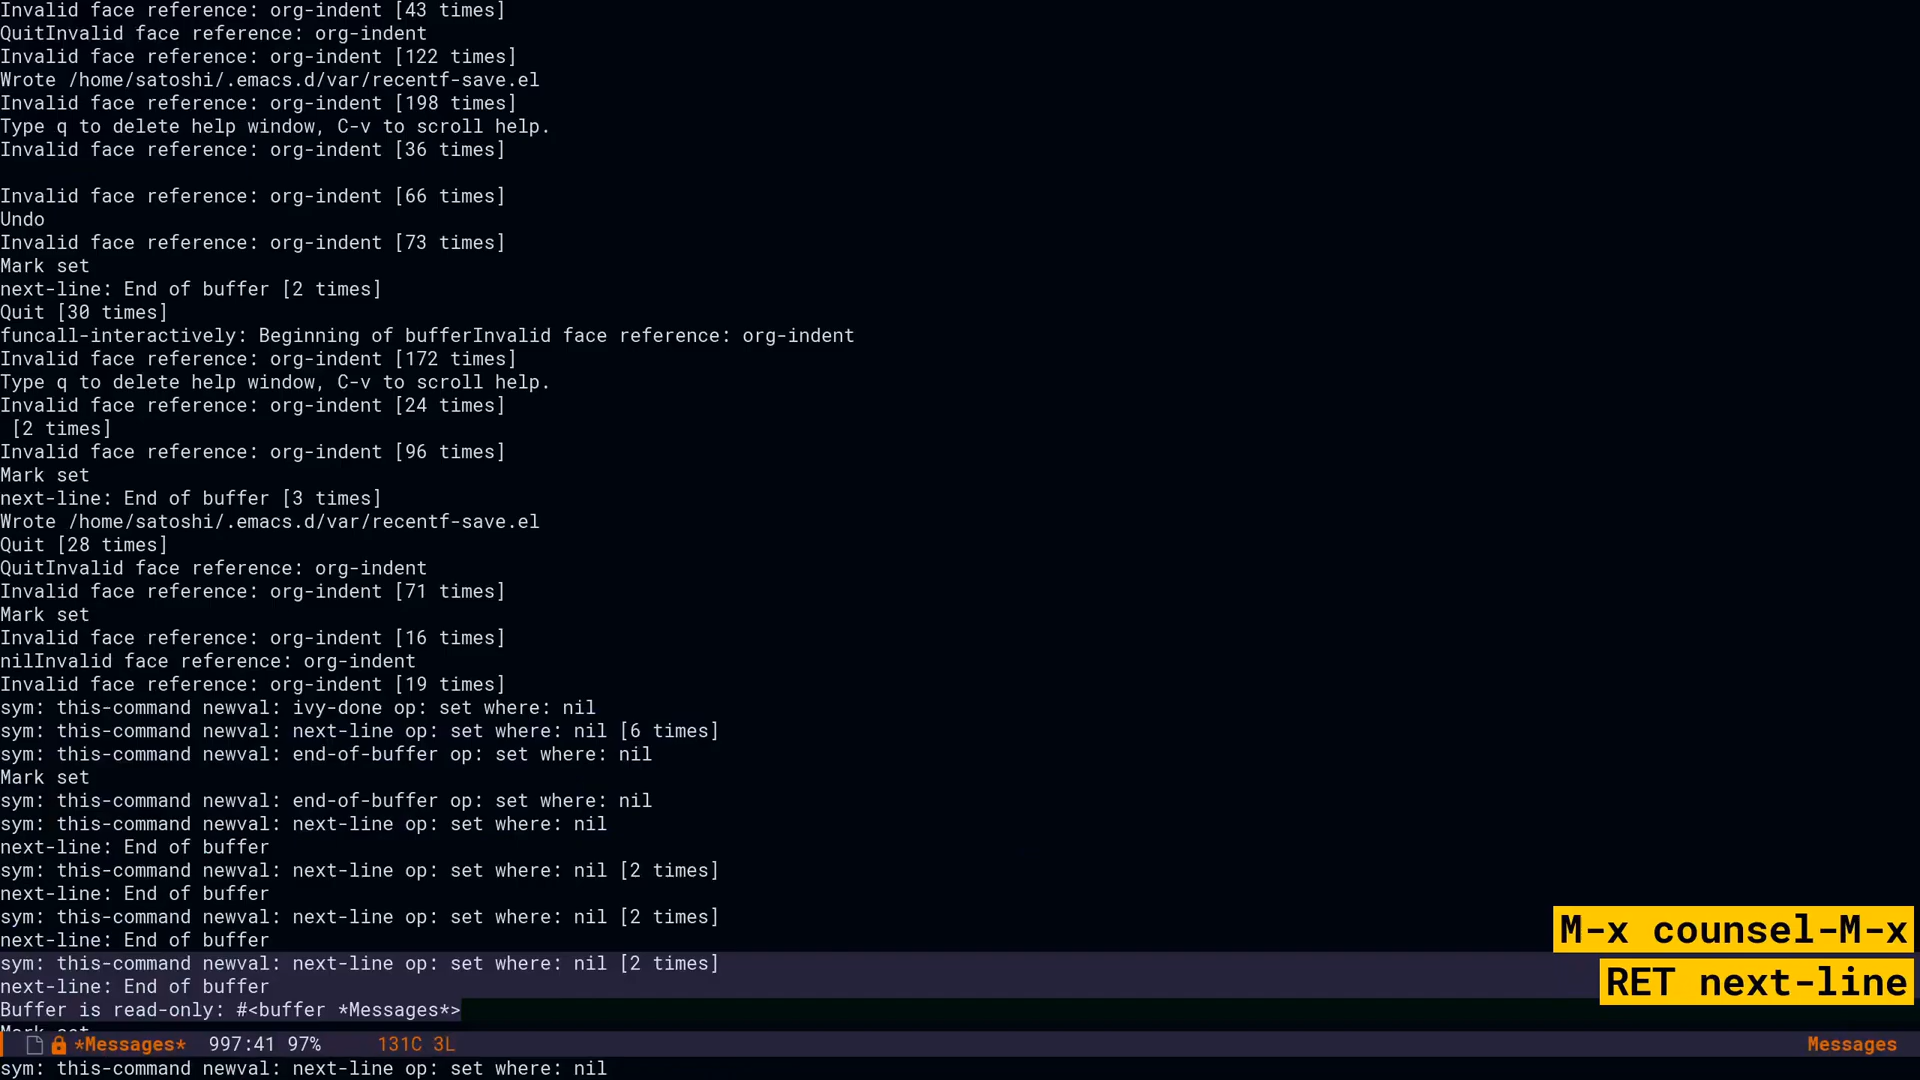 Invalid face reference: org-indent [43 times]
QuitInvalid face reference: org-indent
Invalid face reference: org-indent [122 times]
Wrote /home/satoshi/.emacs.d/var/recentf-save.el
Invalid face reference: org-indent [198 times]
Type q to delete help window, C-v to scroll help.
Invalid face reference: org-indent [36 times]
Invalid face reference: org-indent [66 times]
Undo
Invalid face reference: org-indent [73 times]
Mark set
next-line: End of buffer [2 times]
Quit [30 times]
funcall-interactively: Beginning of bufferInvalid face reference: org-indent
Invalid face reference: org-indent [172 times]
Type q to delete help window, C-v to scroll help.
Invalid face reference: org-indent [24 times]
 [2 times]
Invalid face reference: org-indent [96 times]
Mark set
next-line: End of buffer [3 times]
Wrote /home/satoshi/.emacs.d/var/recentf-save.el
Quit [28 times]
QuitInvalid face reference: org-indent
Invalid face reference: org-indent [71 times]
Mark set
Invalid face reference: org-indent [16 times]
nilInvalid face reference: org-indent
Invalid face reference: org-indent [19 times]
sym: this-command newval: ivy-done op: set where: nil
sym: this-command newval: next-line op: set where: nil [6 times]
sym: this-command newval: end-of-buffer op: set where: nil
Mark set
sym: this-command newval: end-of-buffer op: set where: nil
sym: this-command newval: next-line op: set where: nil
next-line: End of buffer
sym: this-command newval: next-line op: set where: nil [2 times]
next-line: End of buffer
sym: this-command newval: next-line op: set where: nil [2 times]
next-line: End of buffer
sym: this-command newval: next-line op: set where: nil [2 times]
next-line: End of buffer
Buffer is read-only: #<buffer *Messages*>
Mark set
M-x counsel-M-x
RET next-line
*Messages* 997:41 97% 131C 3L Messages
sym: this-command newval: next-line op: set where: nil